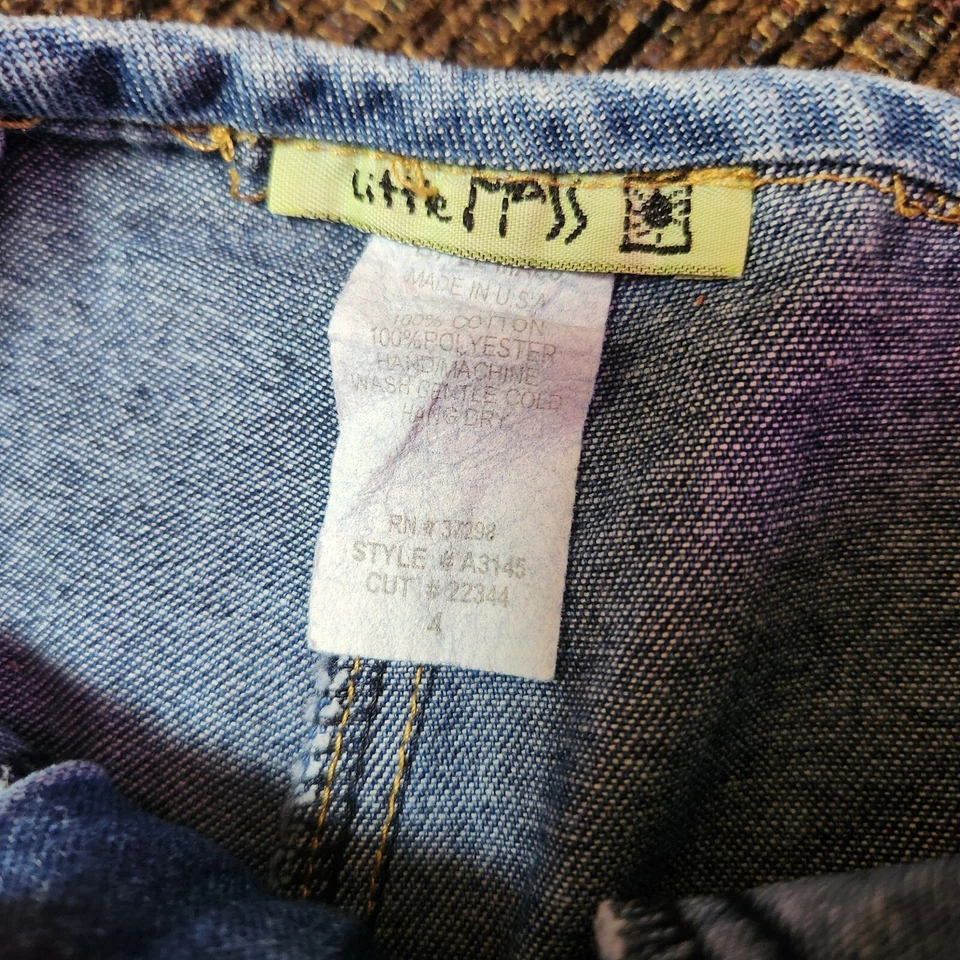 little MASS
MADE IN U.S.A
100% COTTON
100%POLYESTER
HAND/MACHINE
WASH GENTLE COLD
HANG DRY
RN # 37298
STYLE # A3145
CUT # 22344
4